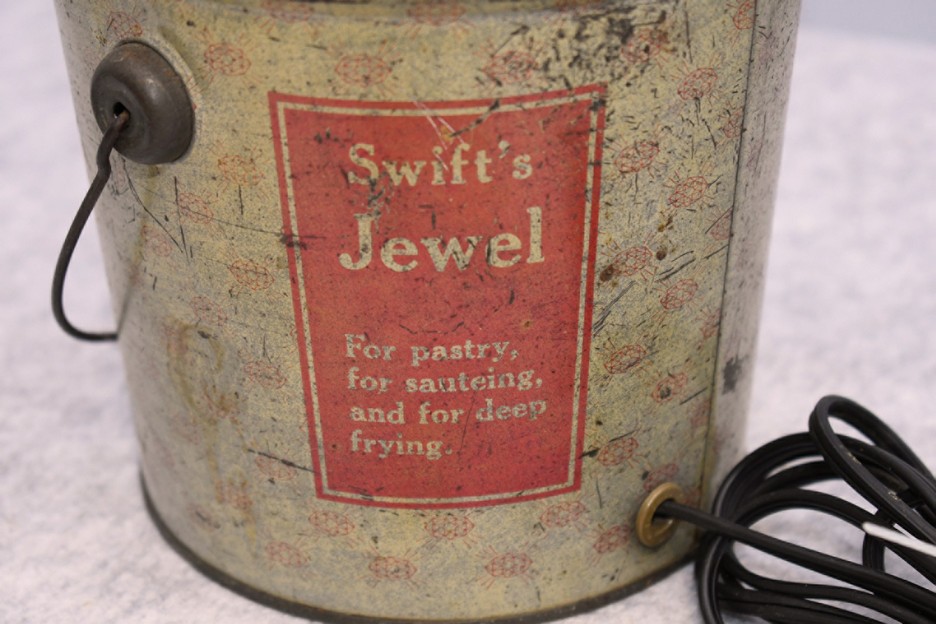 Swift's
Jewel
For pastry,
for sauteing,
and for deep
frying.